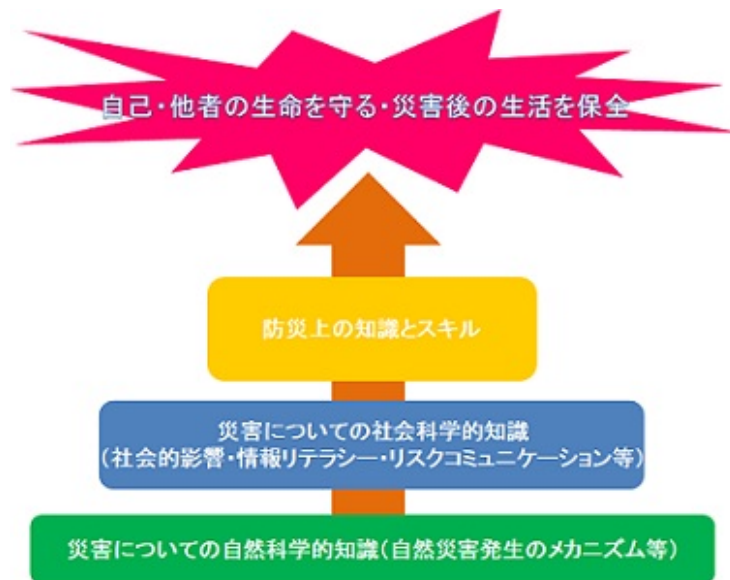 自己・他者の生命を守る・災害後の生活を保全
防災上の知識とスキル
災害についての社会科学的知識
(社会的影響・情報リテラシー・リスクコミュニケーション等)
災害についての自然科学的知識(自然災害発生のメカニズム等)